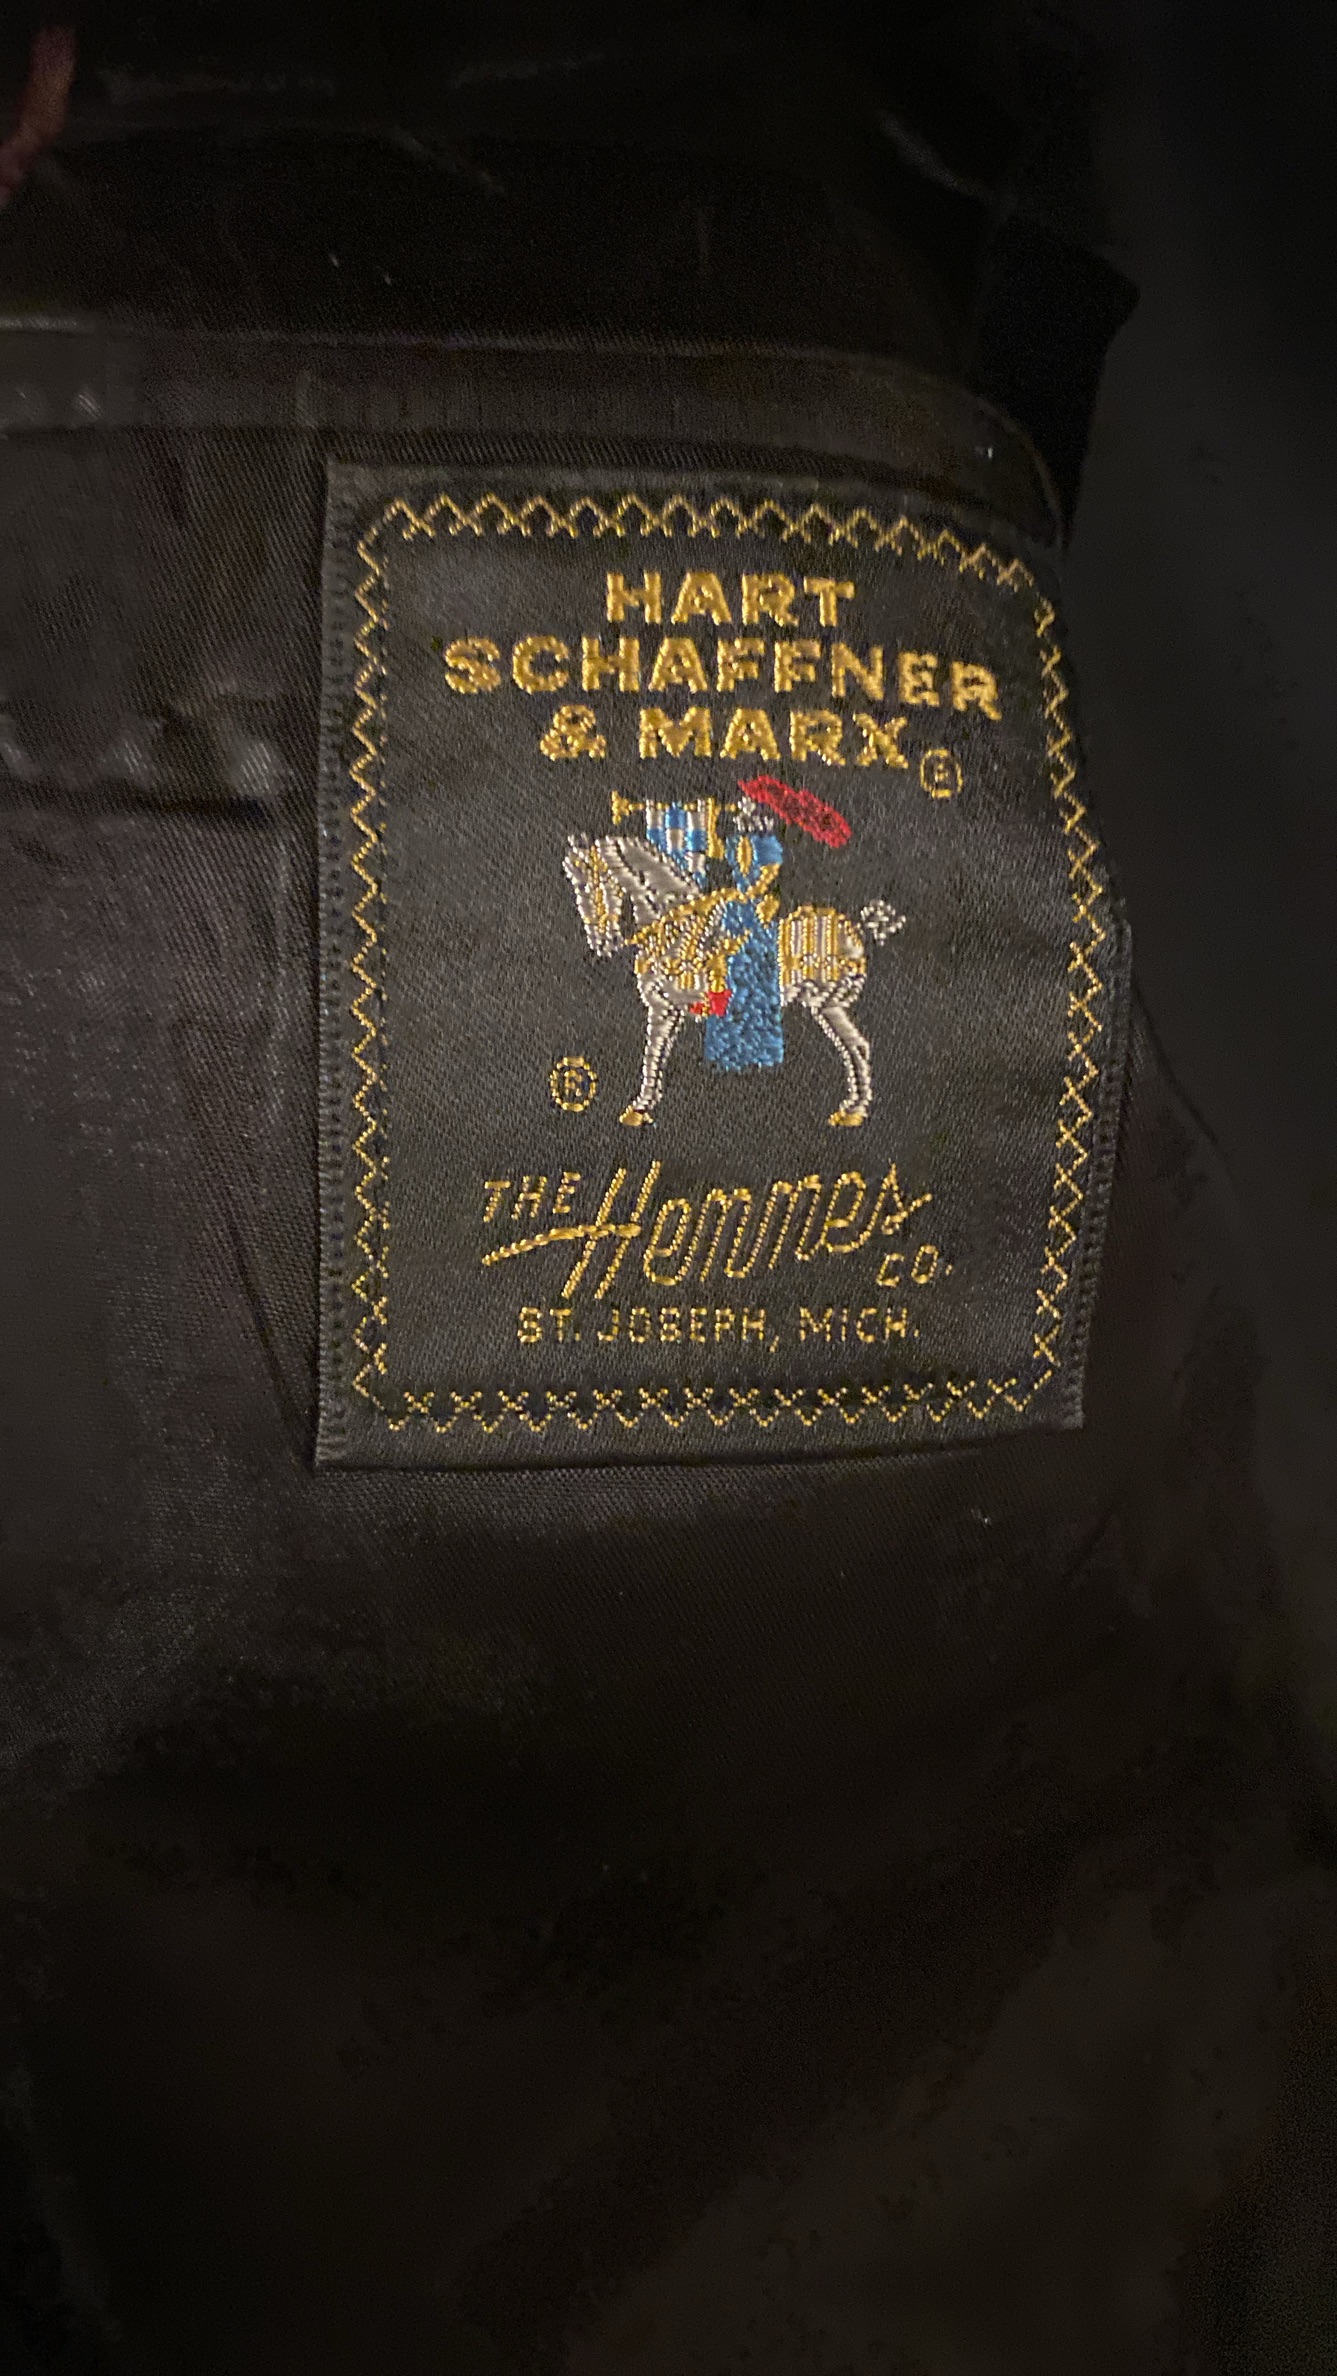 HART
SCHAFFNER
& MARX®
®
THE Hemmes
CO.
ST. JOSEPH, MICH.